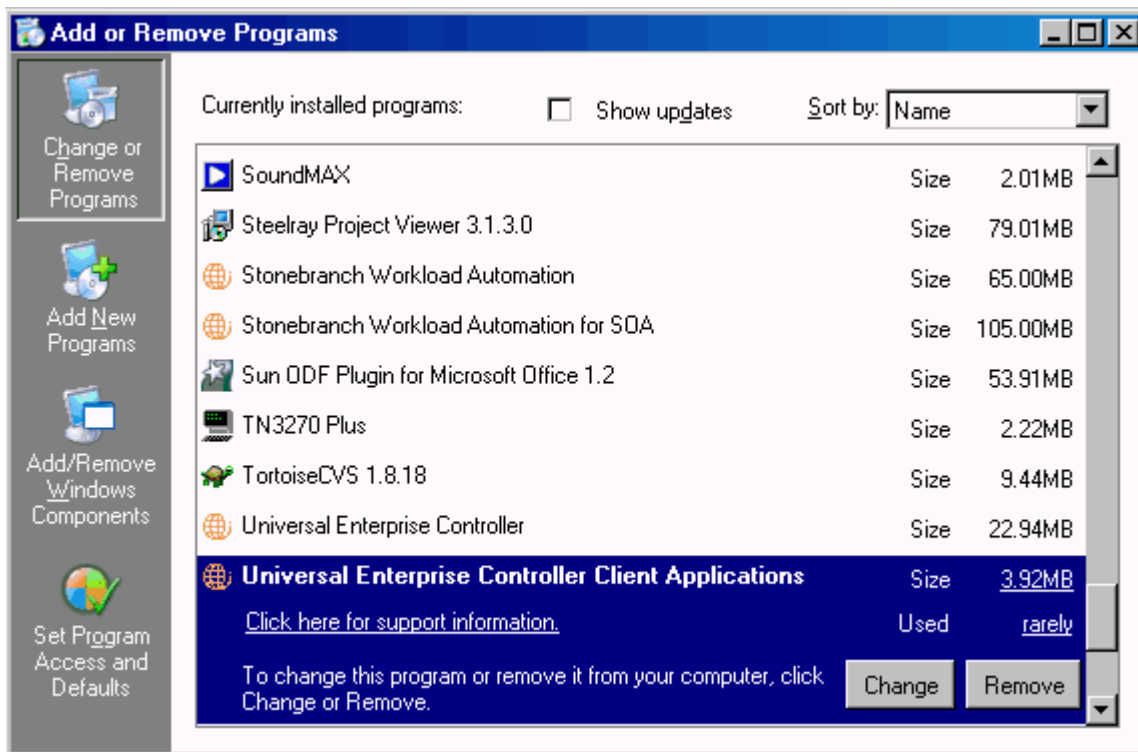 Add or Remove Programs
Change or
Remove
Programs
Add New
Programs
Add/Remove
Windows
Components
Set Program
Access and
Defaults
Currently installed programs: Show updates Sort by: Name
SoundMAX Size 2.01MB
Steelray Project Viewer 3.1.3.0 Size 79.01MB
Stonebranch Workload Automation Size 65.00MB
Stonebranch Workload Automation for SOA Size 105.00MB
Sun ODF Plugin for Microsoft Office 1.2 Size 53.91MB
TN3270 Plus Size 2.22MB
TortoiseCVS 1.8.18 Size 9.44MB
Universal Enterprise Controller Size 22.94MB
Universal Enterprise Controller Client Applications Size 3.92MB
Click here for support information. Used rarely
To change this program or remove it from your computer, click
Change or Remove.
Change Remove